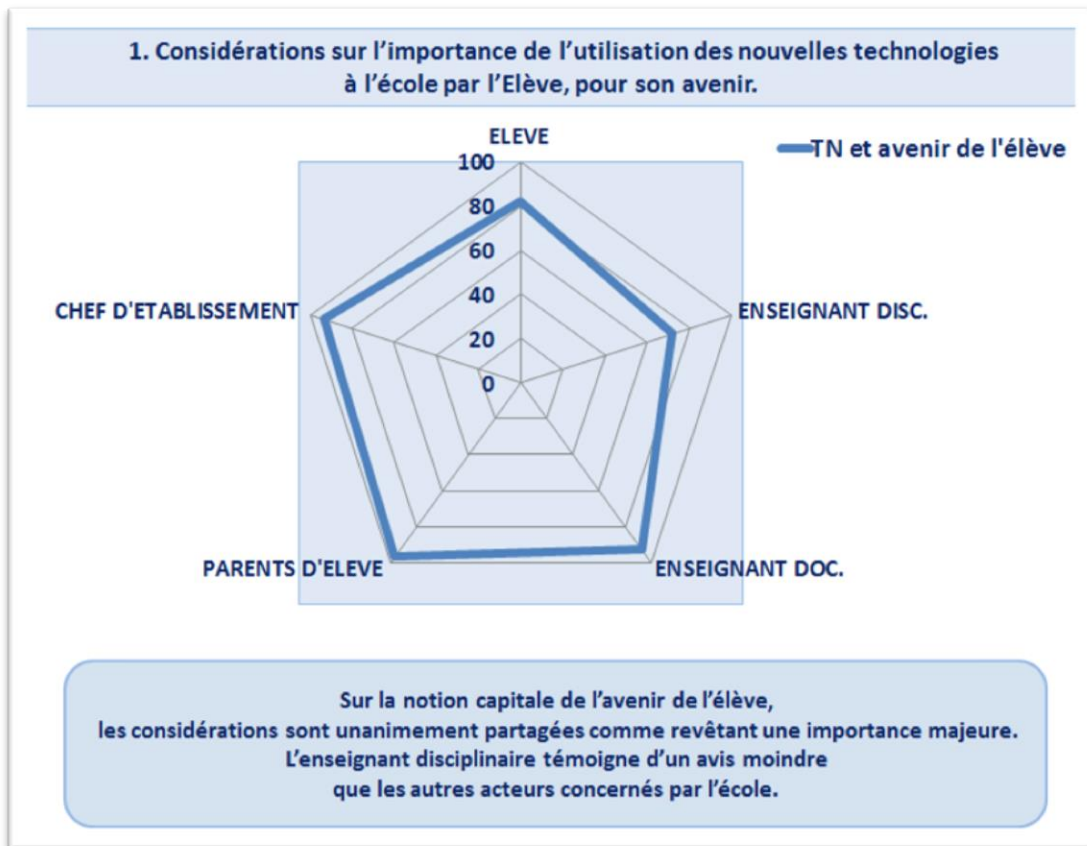 1. Considérations sur l'importance de l'utilisation des nouvelles technologies
à l'école par l'Elève, pour son avenir.
ELEVE
TN et avenir de l'élève
100
80
60
40
20
0
CHEF D'ETABLISSEMENT
ENSEIGNANT DISC.
PARENTS D'ELEVE
ENSEIGNANT DOC.
Sur la notion capitale de l'avenir de l'élève,
les considérations sont unanimement partagées comme revêtant une importance majeure.
L'enseignant disciplinaire témoigne d'un avis moindre
que les autres acteurs concernés par l'école.